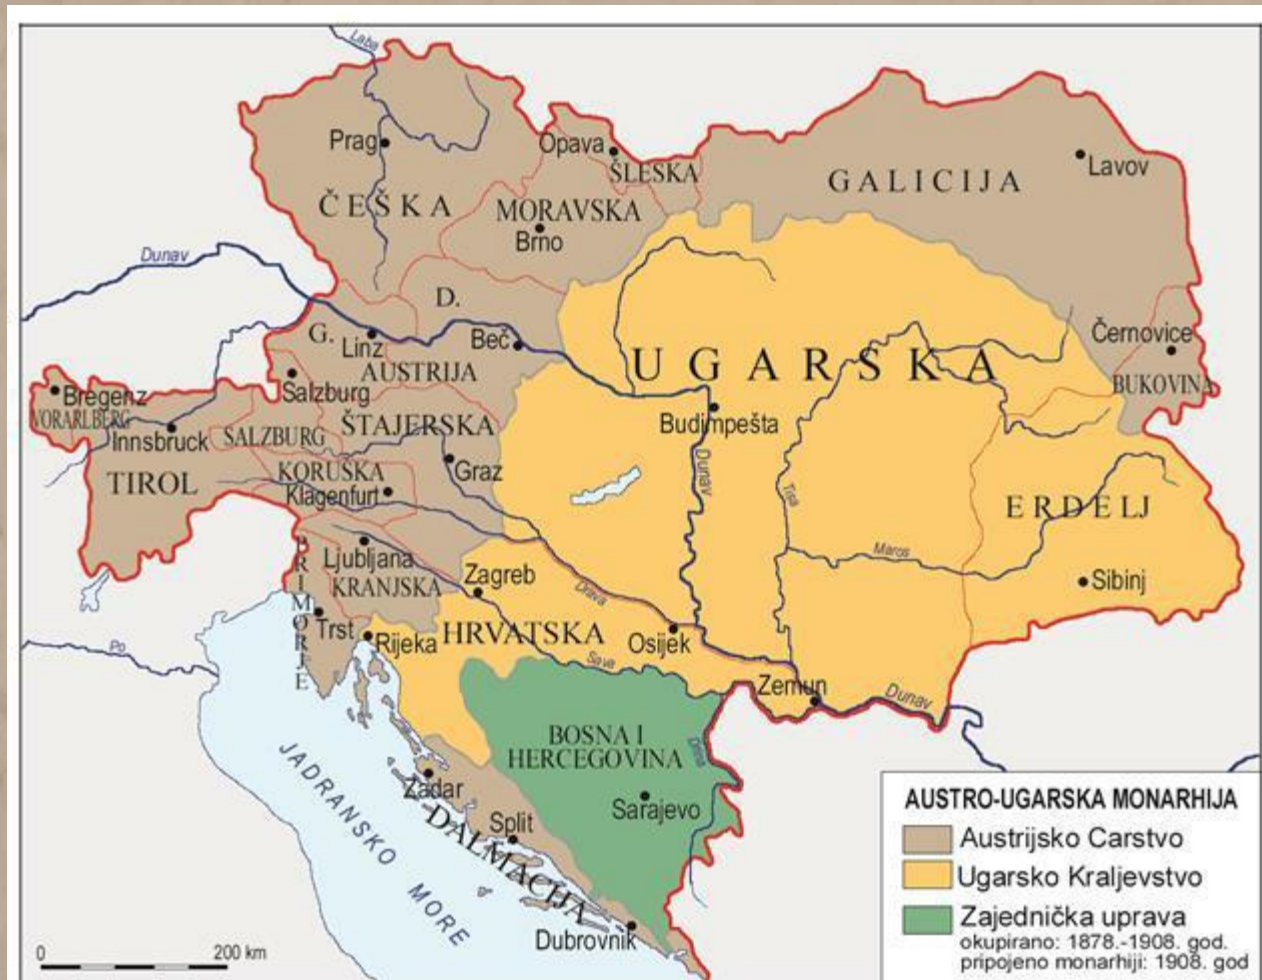 Laba
Prag
Opava
ŠLESKA
GALICIJA
Lavov
ČEŠKA
MORAVSKA
Brno
Dunav
D.
G.
Linz
Beč
AUSTRIJA
UGARSKA
Černovice
BUKOVINA
Bregenz
VORARLBERG
Salzburg
Innsbruck
SALZBURG
ŠTAJERSKA
Budimpešta
Dunav
Tisa
TIROL
KORUŠKA
Klagenfurt
Graz
ERDELJ
Maros
Sibinj
PRIMORJE
Ljubljana
KRANJSKA
Zagreb
Drava
Trst
Rijeka
HRVATSKA
Osijek
Sava
Po
Zemun
Dunav
BOSNA I
HERCEGOVINA
Drina
Sarajevo
JADRANSKO MORE
Zadar
Split
DALMACIJA
Dubrovnik
0 200 km
AUSTRO-UGARSKA MONARHIJA
Austrijsko Carstvo
Ugarsko Kraljevstvo
Zajednička uprava
okupirano: 1878.-1908. god.
pripojeno monarhiji: 1908. god